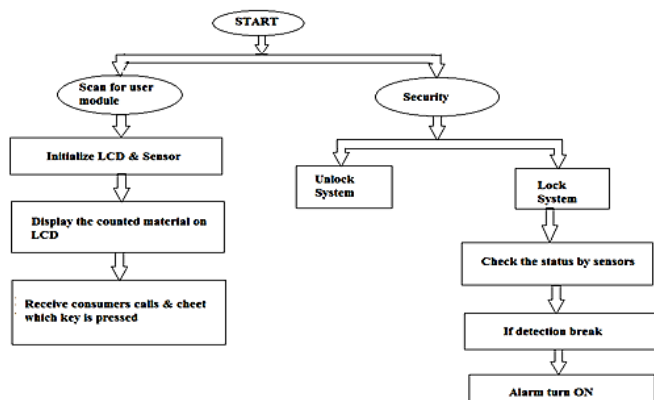 START
Scan for user
module
Security
Initialize LCD & Sensor
Unlock
System
Lock
System
Display the counted material on
LCD
Check the status by sensors
Receive consumers calls & cheet
which key is pressed
If detection break
Alarm turn ON